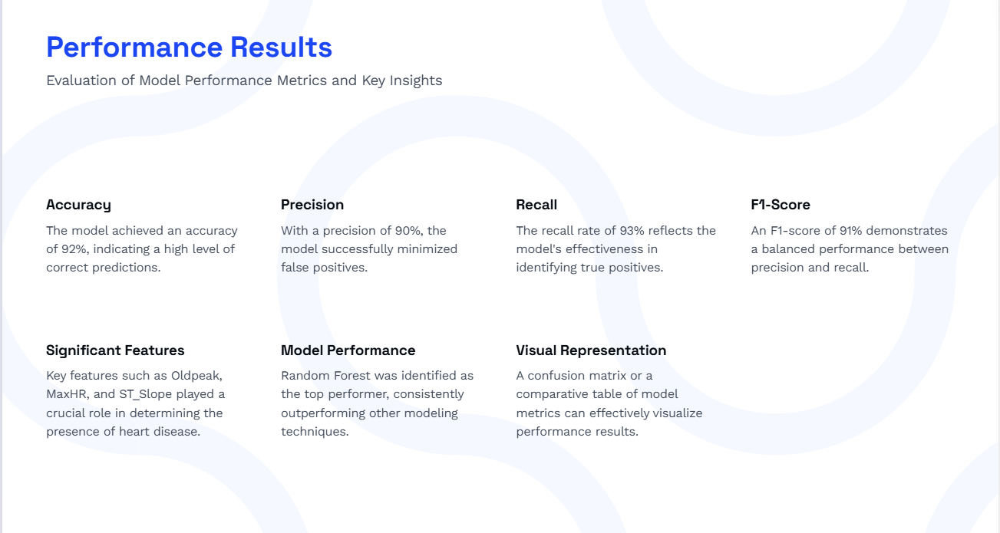 Performance Results
Evaluation of Model Performance Metrics and Key Insights
Accuracy
The model achieved an accuracy
of 92%, indicating a high level of
correct predictions.
Precision
With a precision of 90%, the
model successfully minimized
false positives.
Recall
The recall rate of 93% reflects the
model's effectiveness in
identifying true positives.
F1-Score
An F1-score of 91% demonstrates
a balanced performance between
precision and recall.
Significant Features
Key features such as Oldpeak,
MaxHR, and ST_Slope played a
crucial role in determining the
presence of heart disease.
Model Performance
Random Forest was identified as
the top performer, consistently
outperforming other modeling
techniques.
Visual Representation
A confusion matrix or a
comparative table of model
metrics can effectively visualize
performance results.